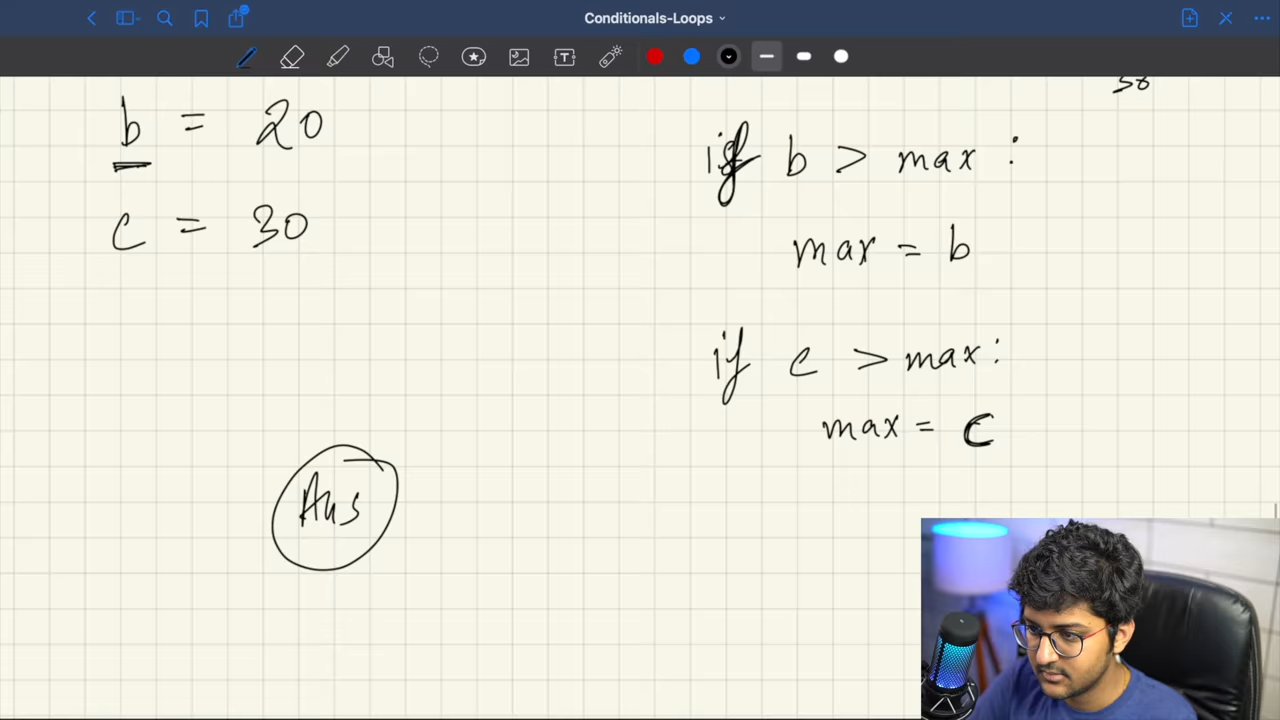 Conditionals-Loops
b = 20
c = 30
if b > max :
max = b
if c > max :
max = c
Ans